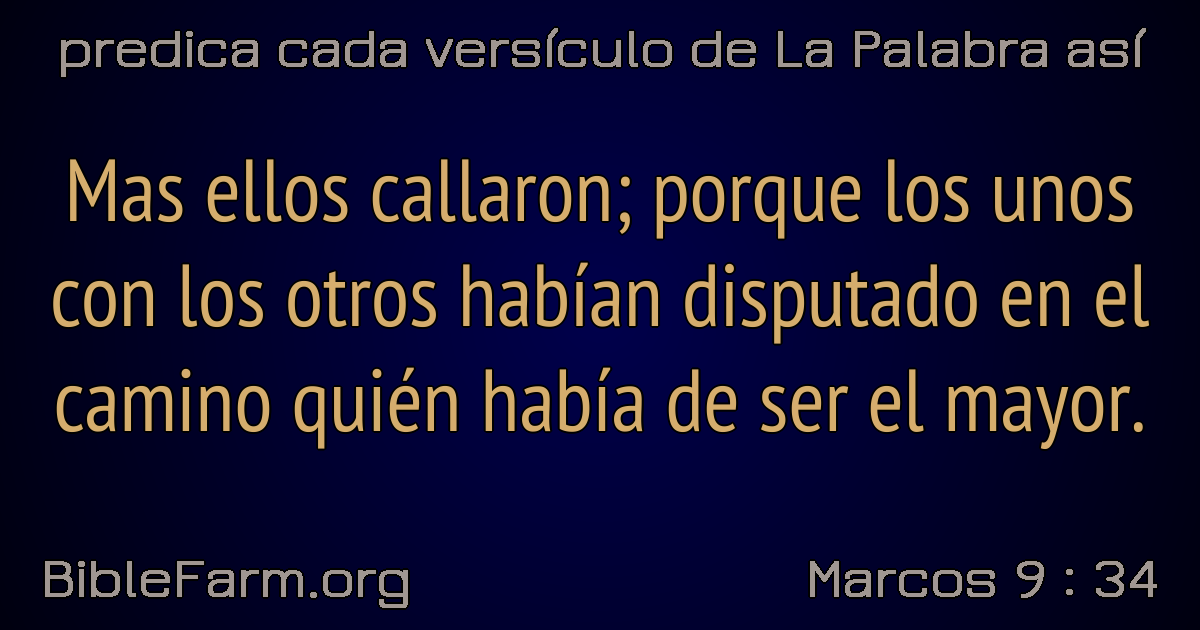 predica cada versículo de La Palabra así
Mas ellos callaron; porque los unos
con los otros habían disputado en el
camino quién había de ser el mayor.
BibleFarm.org
Marcos 9 : 34